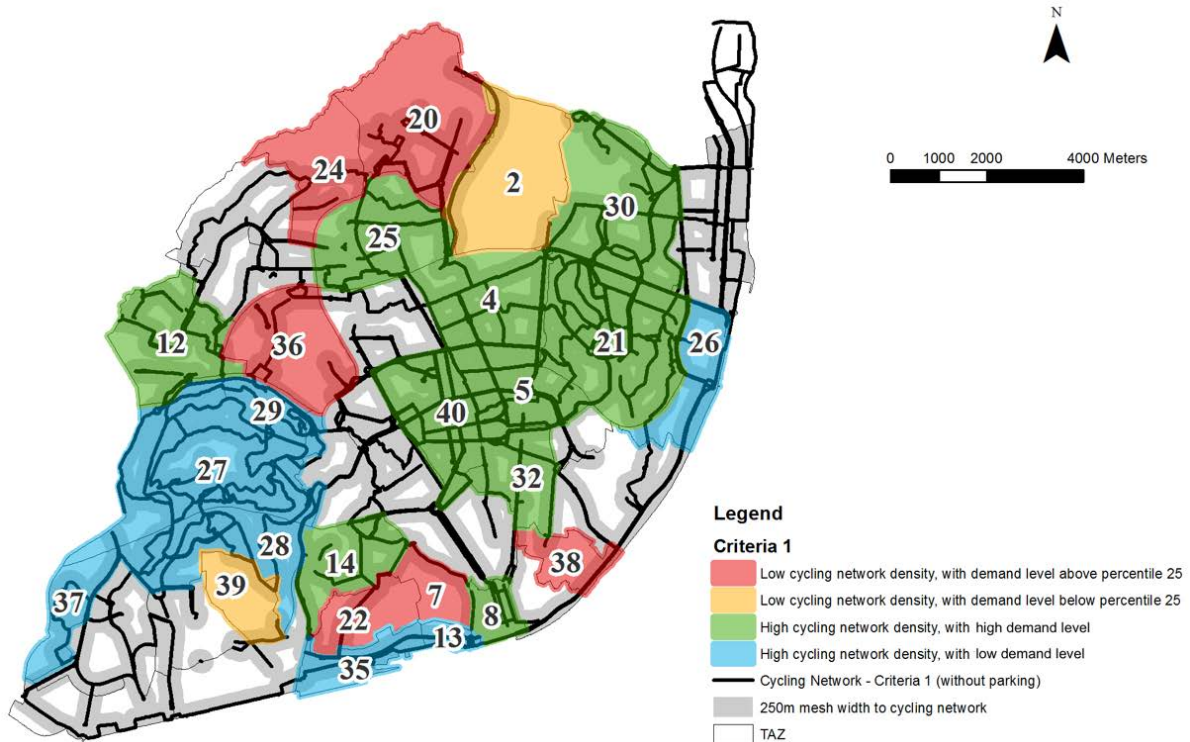 N
0 1000 2000 4000 Meters
20
2
24
30
25
4
12
36
21
26
5
29
40
27
32
28
14
38
39
7
37
22
8
13
35
Legend
Criteria 1
Low cycling network density, with demand level above percentile 25
Low cycling network density, with demand level below percentile 25
High cycling network density, with high demand level
High cycling network density, with low demand level
Cycling Network - Criteria 1 (without parking)
250m mesh width to cycling network
TAZ